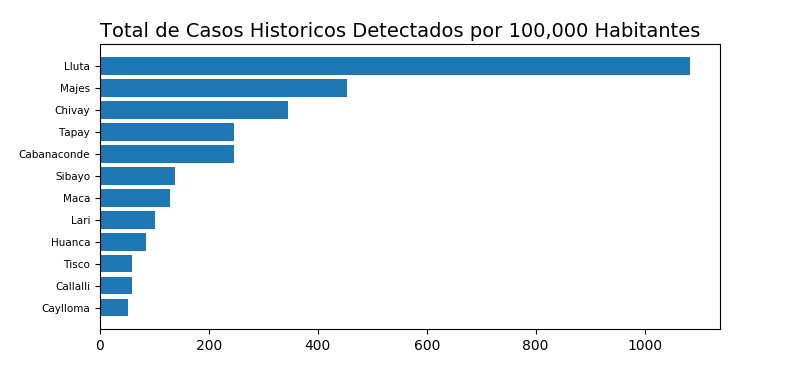 Total de Casos Historicos Detectados por 100,000 Habitantes
Lluta
Majes
Chivay
Tapay
Cabanaconde
Sibayo
Maca
Lari
Huanca
Tisco
Callalli
Caylloma
0 200 400 600 800 1000